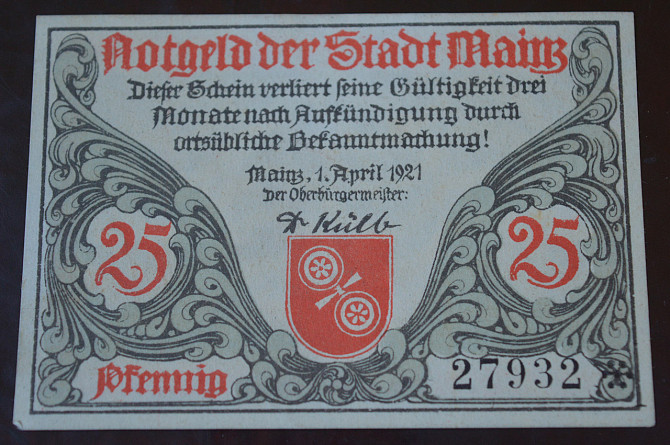 Notgeld der Stadt Mainz
Dieser Schein verliert seine Gültigkeit drei
Monate nach Aufkündigung durch
ortsübliche Bekanntmachung!
Mainz, 1. April 1921
Der Oberbürgermeister:
Dr Külb
25 25
Pfennig 27932 *